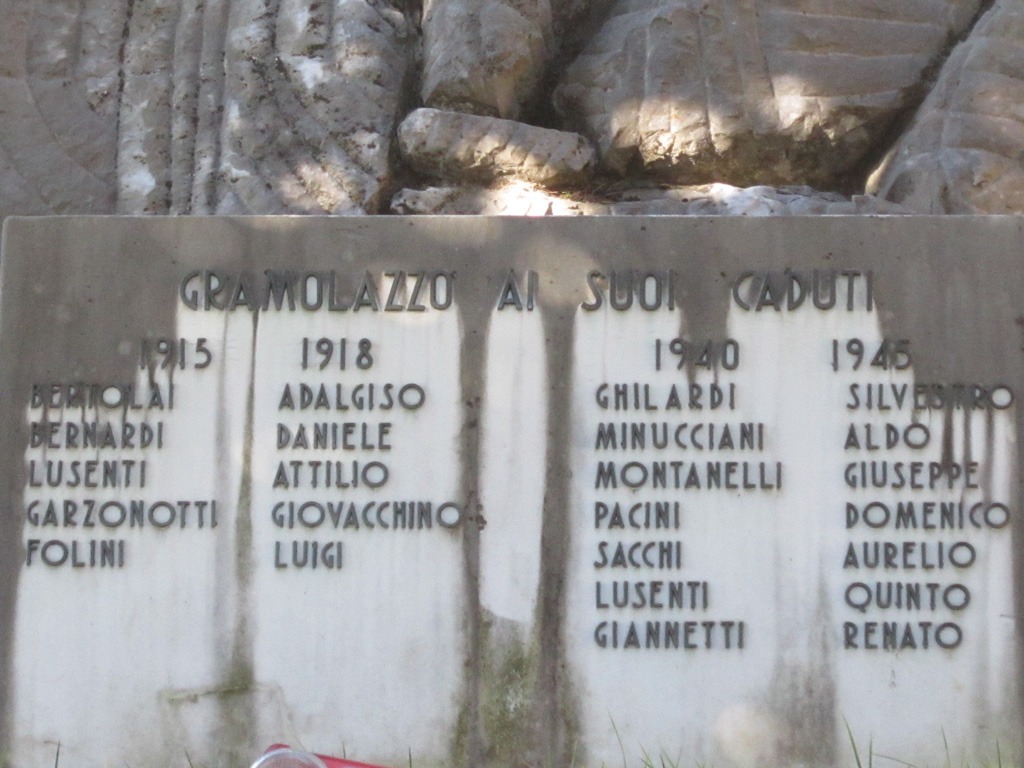 GRAMOLAZZO AI SUOI CADUTI
1915 1918
BERTOLAI ADALGISO
BERNARDI DANIELE
LUSENTI ATTILIO
GARZONOTTI GIOVACCHINO
FOLINI LUIGI
1940 1945
GHILARDI SILVESTRO
MINUCCIANI ALDO
MONTANELLI GIUSEPPE
PACINI DOMENICO
SACCHI AURELIO
LUSENTI QUINTO
GIANNETTI RENATO